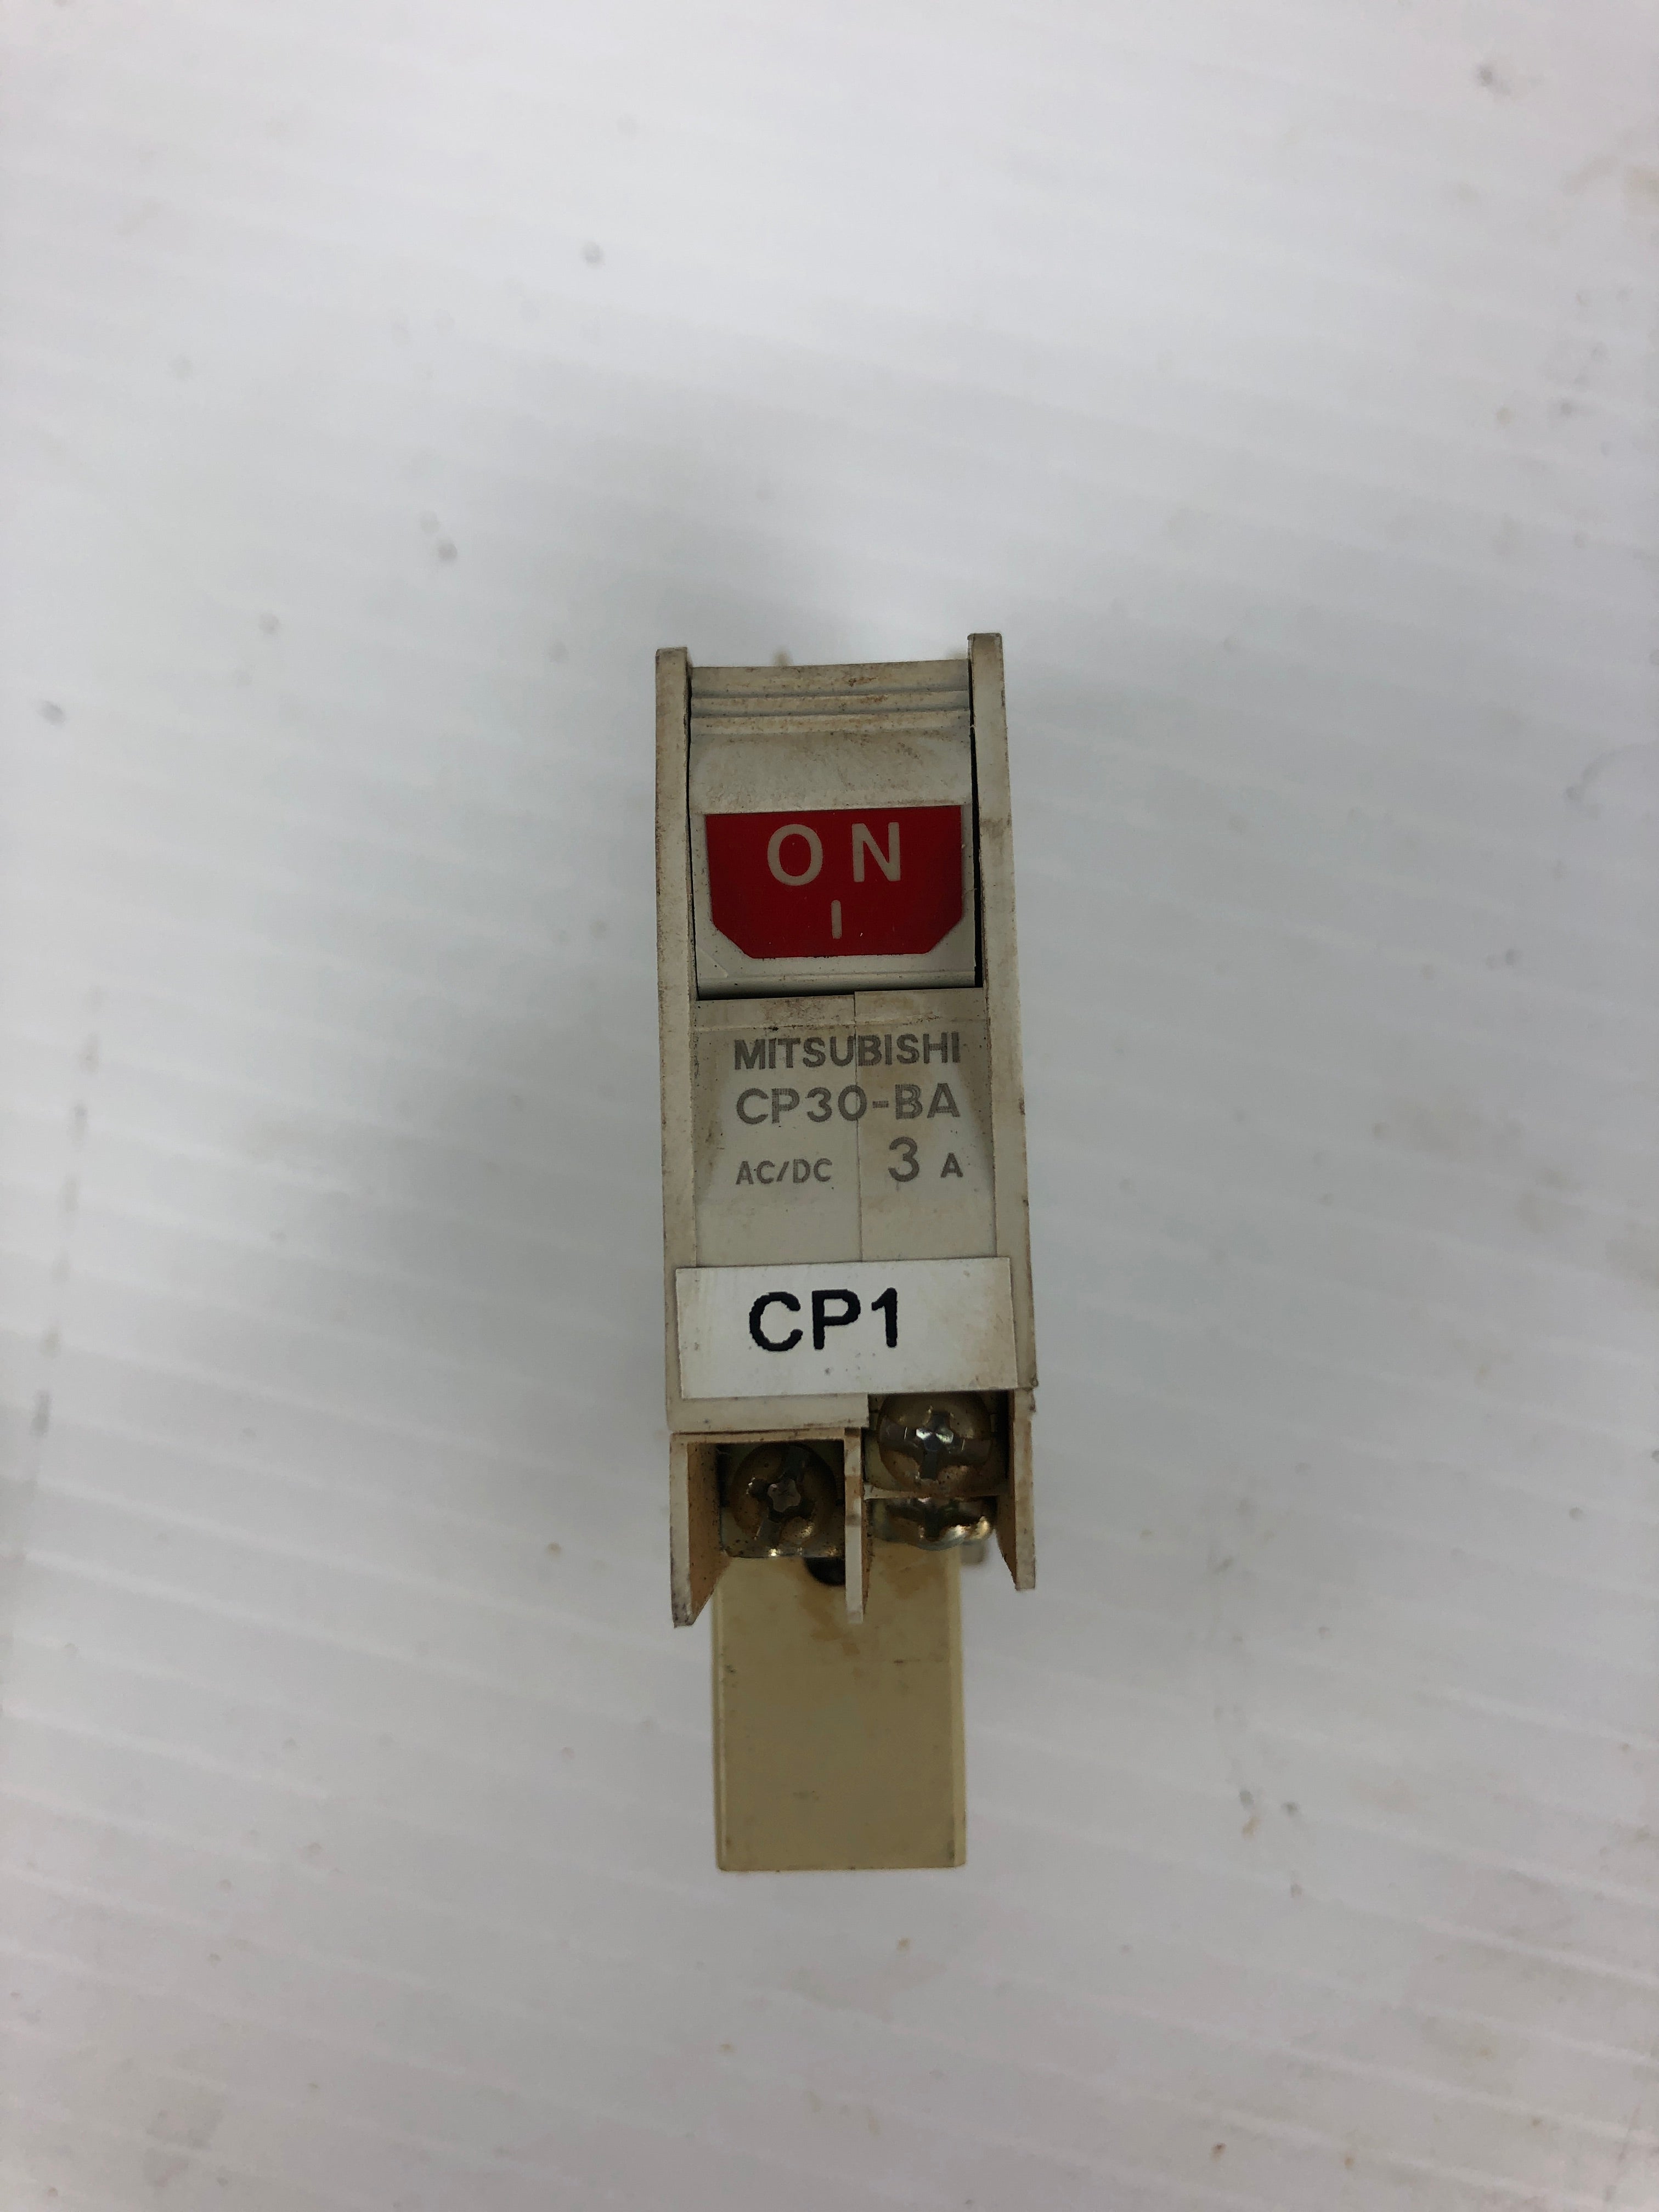 ON
I
MITSUBISHI
CP30-BA
AC/DC 3 A
CP1